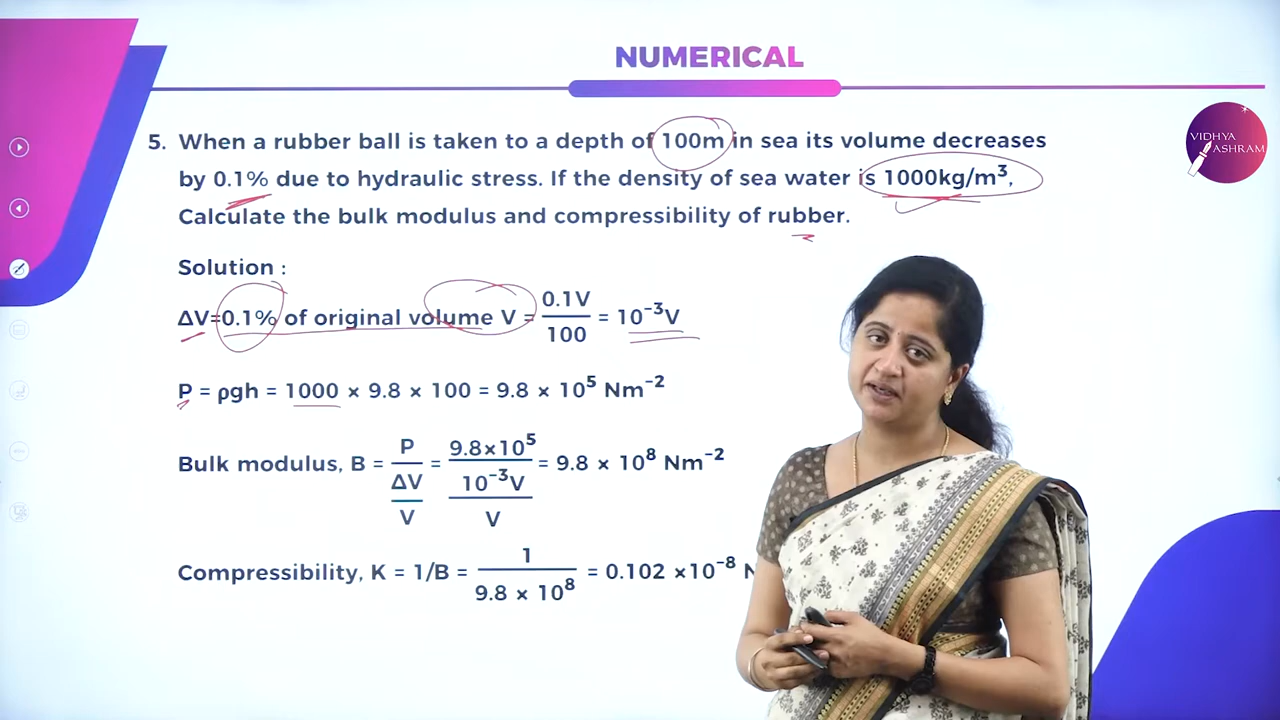 NUMERICAL
VIDHYA
ASHRAM
5. When a rubber ball is taken to a depth of 100m in sea its volume decreases
by 0.1% due to hydraulic stress. If the density of sea water is 1000kg/m³,
Calculate the bulk modulus and compressibility of rubber.
Solution :
ΔV=0.1% of original volume V = 0.1V/100 = 10⁻³V
P = ρgh = 1000 × 9.8 × 100 = 9.8 × 10⁵ Nm⁻²
Bulk modulus, B = P/(ΔV/V) = 9.8×10⁵/(10⁻³V/V) = 9.8 × 10⁸ Nm⁻²
Compressibility, K = 1/B = 1/(9.8 × 10⁸) = 0.102 ×10⁻⁸